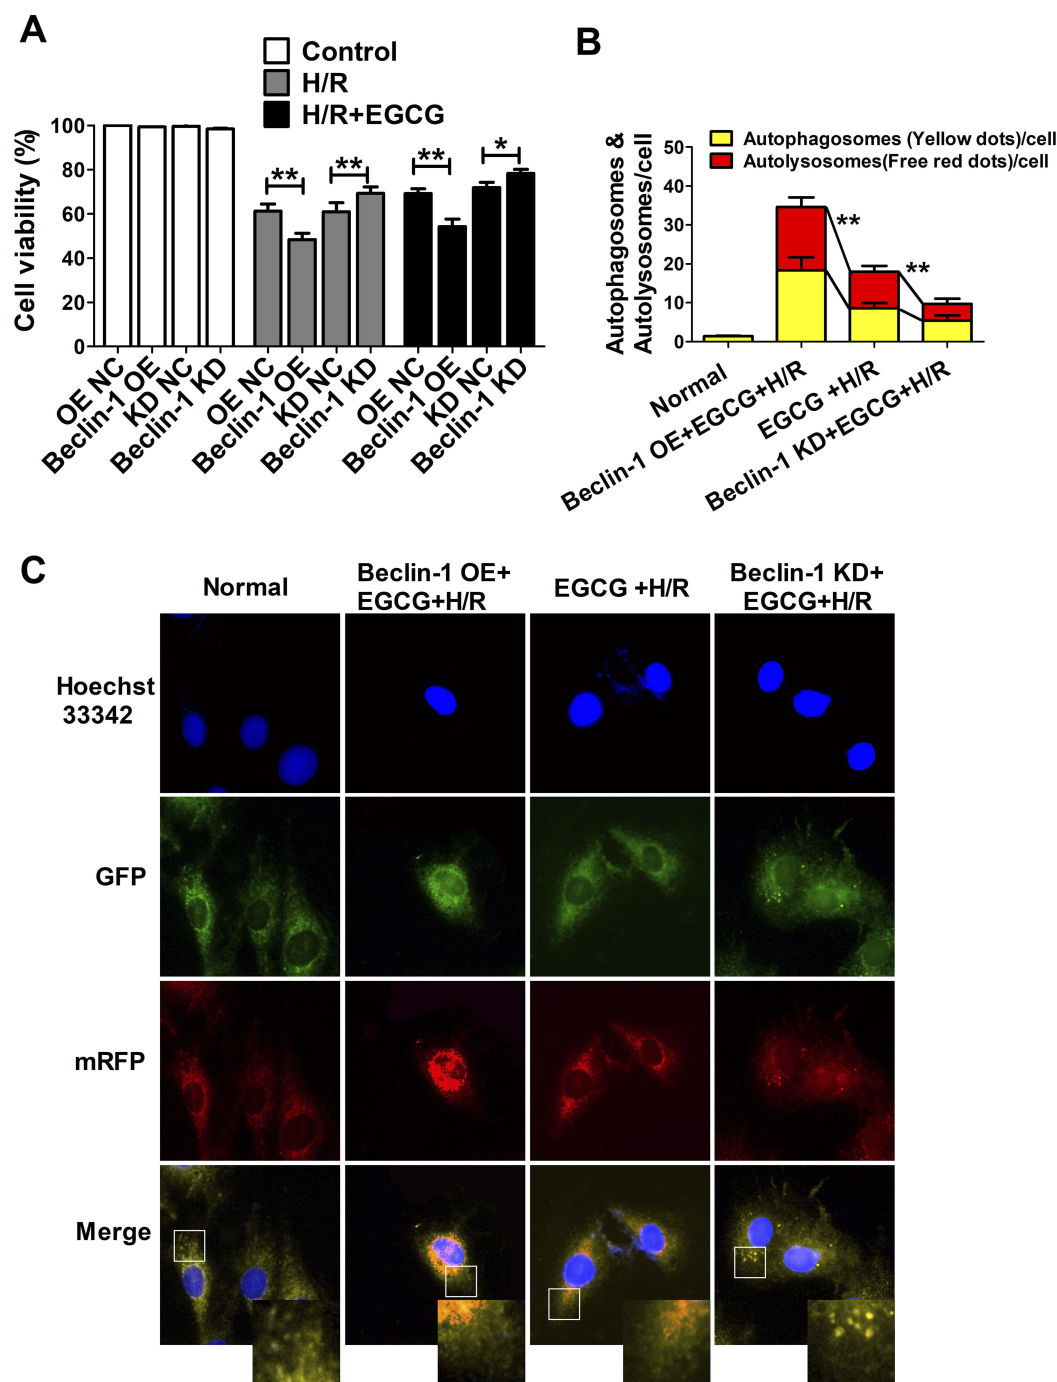 A
Control
H/R
H/R+EGCG
Cell viability (%)
100
80
60
40
20
0
**
**
**
*
OE NC
Beclin-1 OE
KD NC
Beclin-1 KD
OE NC
Beclin-1 OE
KD NC
Beclin-1 KD
OE NC
Beclin-1 OE
KD NC
Beclin-1 KD
B
Autophagosomes (Yellow dots)/cell
Autolysosomes(Free red dots)/cell
Autophagosomes &
Autolysosomes/cell
50
40
30
20
10
0
**
**
Normal
Beclin-1 OE+EGCG+H/R
EGCG +H/R
Beclin-1 KD+EGCG+H/R
C
Normal
Beclin-1 OE+
EGCG+H/R
EGCG +H/R
Beclin-1 KD+
EGCG+H/R
Hoechst
33342
GFP
mRFP
Merge